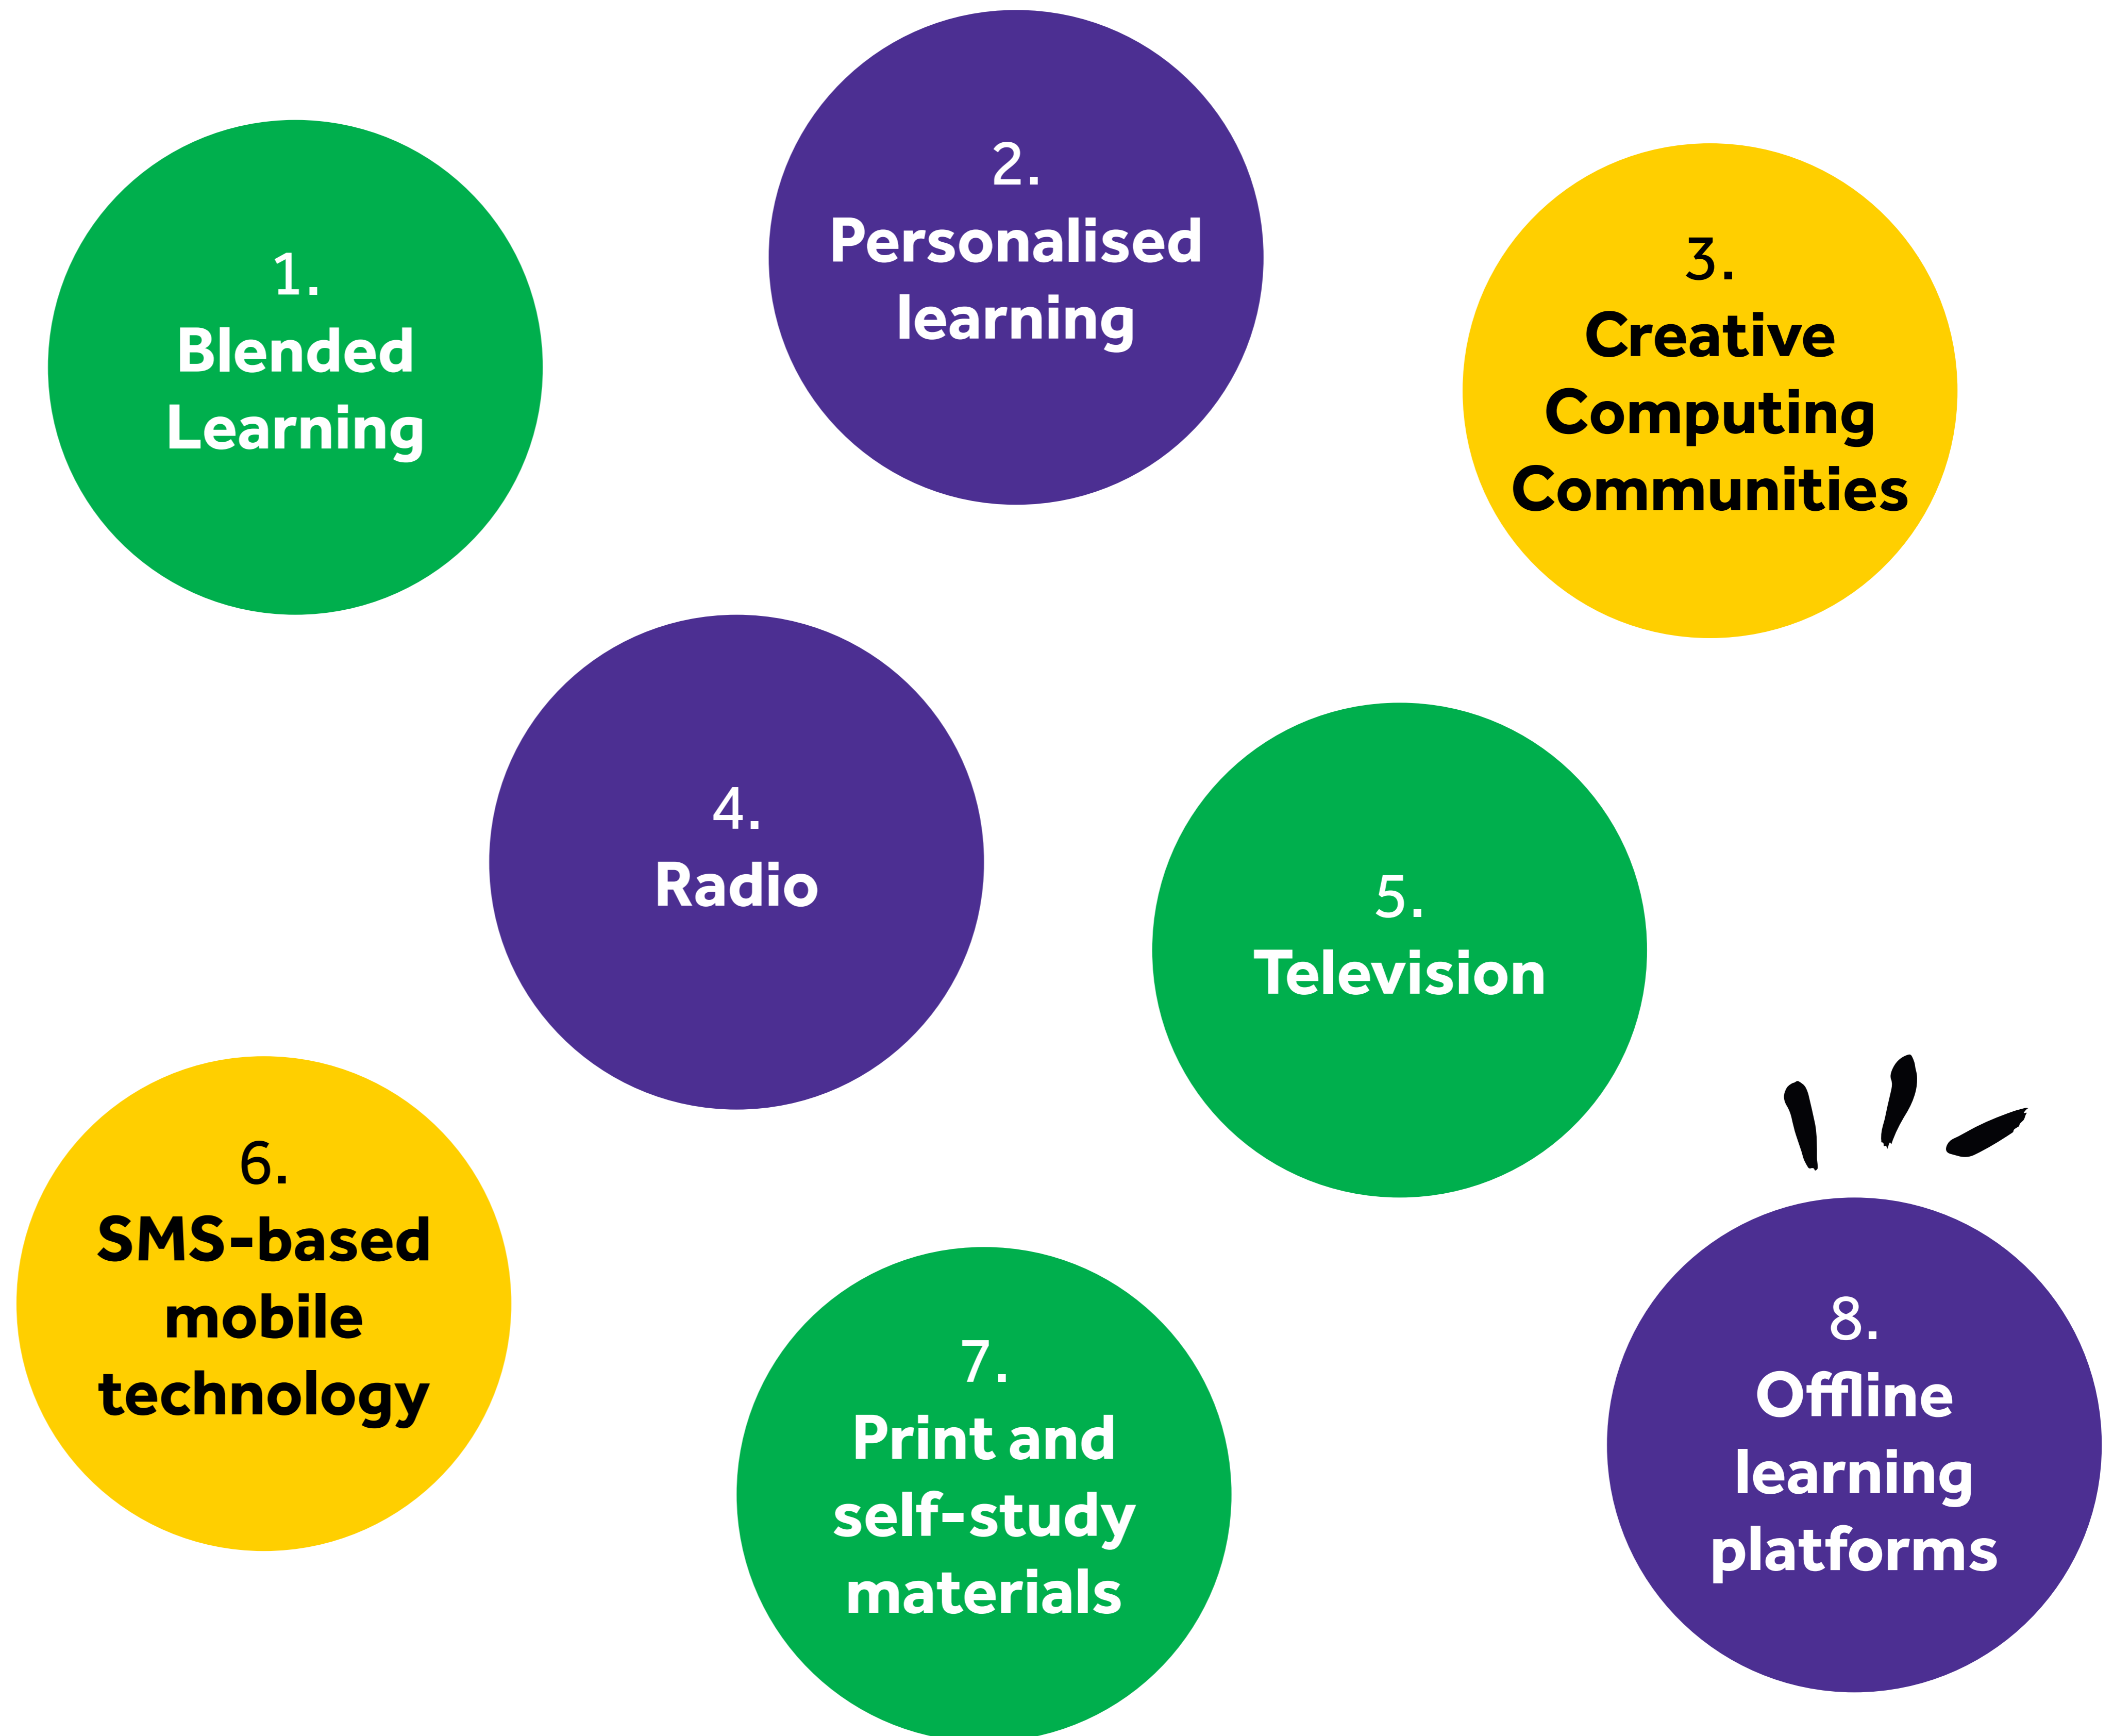 1.
Blended
Learning
2.
Personalised
learning
3.
Creative
Computing
Communities
4.
Radio
5.
Television
6.
SMS-based
mobile
technology
7.
Print and
self-study
materials
8.
Offline
learning
platforms